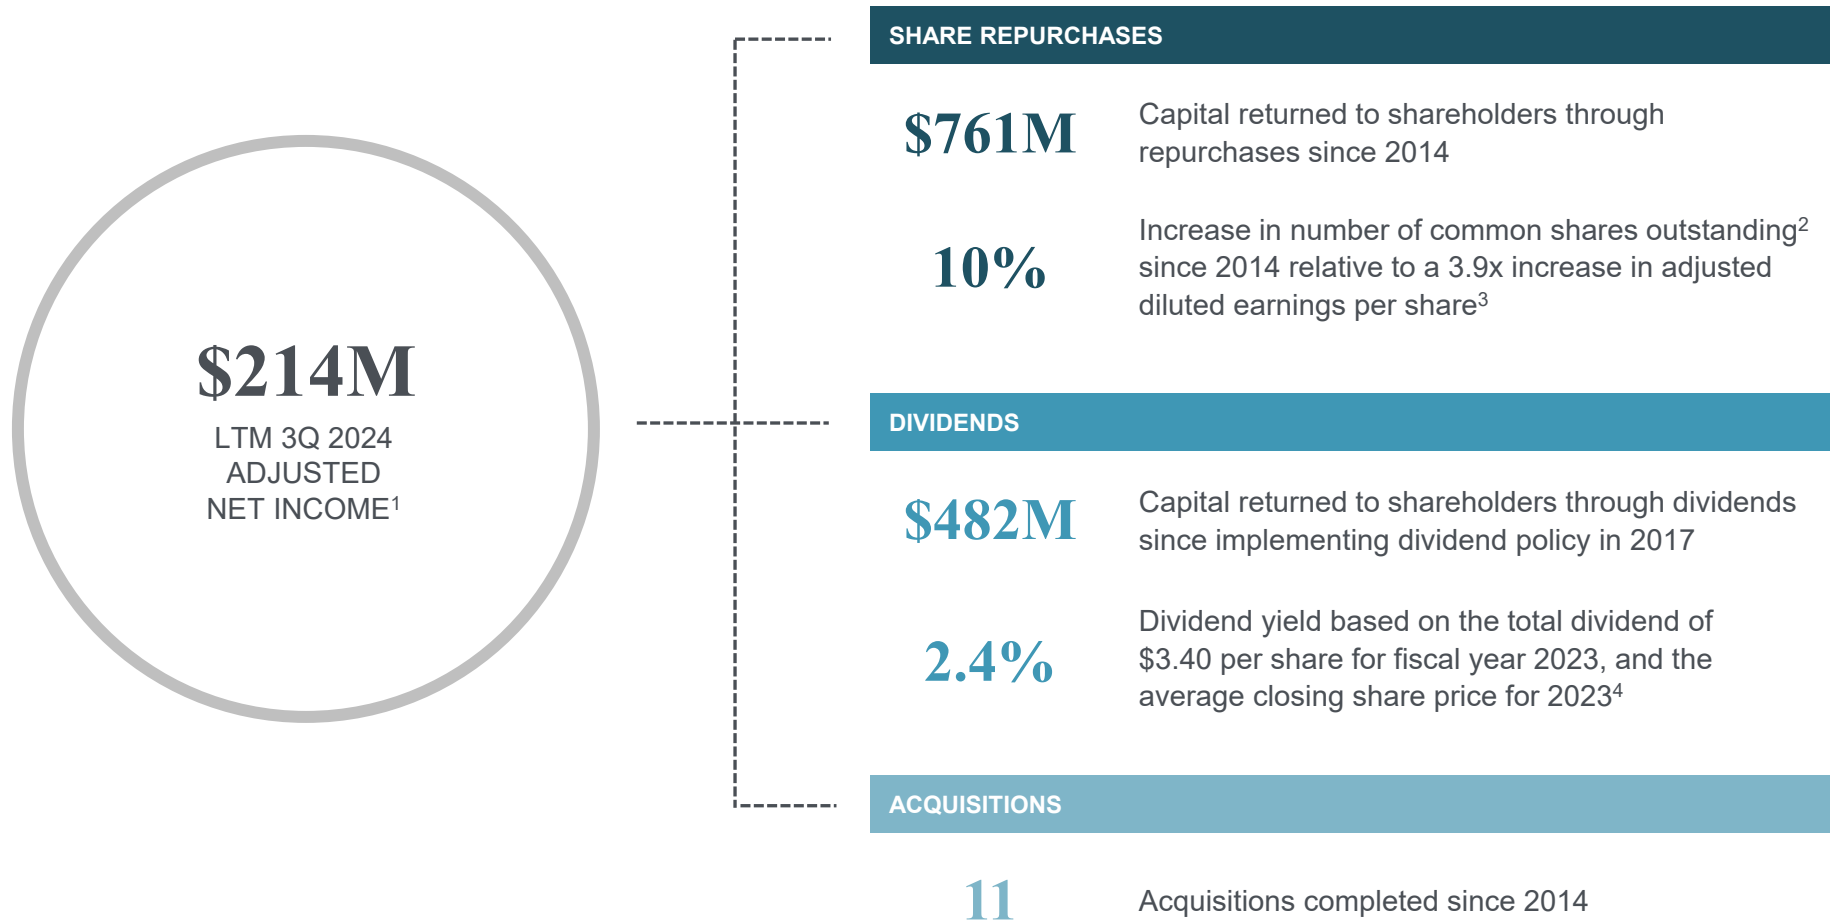 $214M
LTM 3Q 2024
ADJUSTED
NET INCOME¹
SHARE REPURCHASES
$761M
Capital returned to shareholders through
repurchases since 2014
10%
Increase in number of common shares outstanding²
since 2014 relative to a 3.9x increase in adjusted
diluted earnings per share³
DIVIDENDS
$482M
Capital returned to shareholders through dividends
since implementing dividend policy in 2017
2.4%
Dividend yield based on the total dividend of
$3.40 per share for fiscal year 2023, and the
average closing share price for 2023⁴
ACQUISITIONS
11
Acquisitions completed since 2014